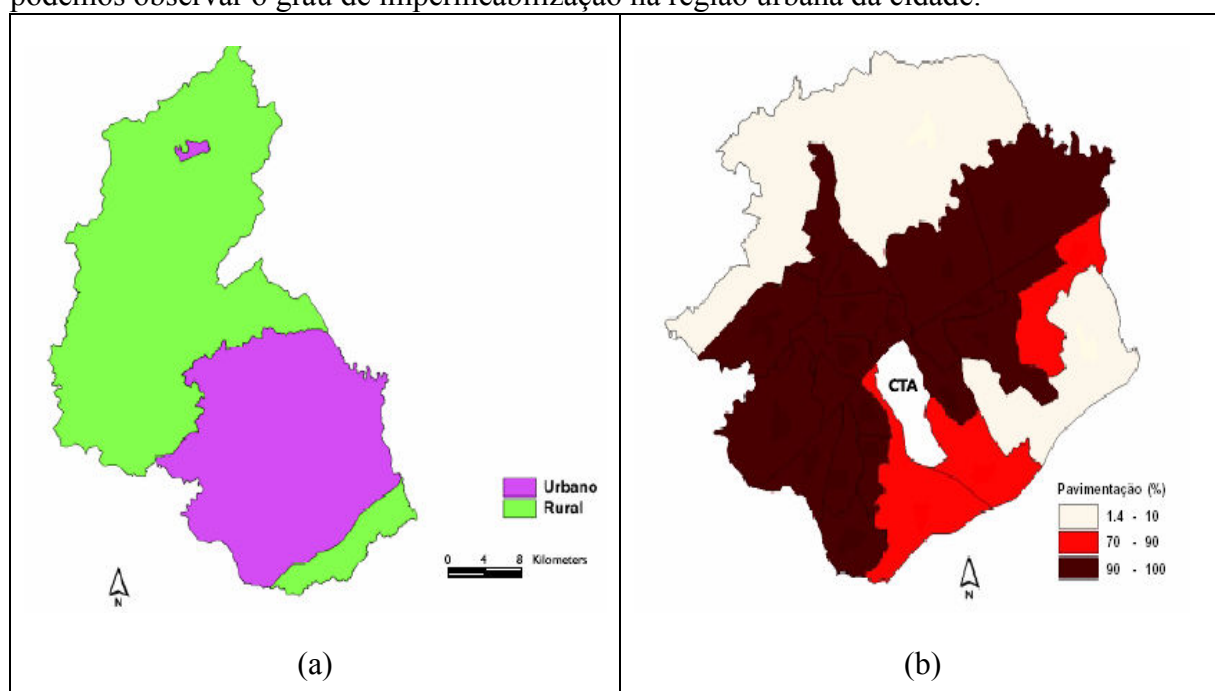 podemos observar o grau de impermeabilização na região urbana da cidade.
Urbano
Rural
0 4 8 Kilometers
N
(a)
CTA
Pavimentação (%)
1.4 - 10
70 - 90
90 - 100
N
(b)